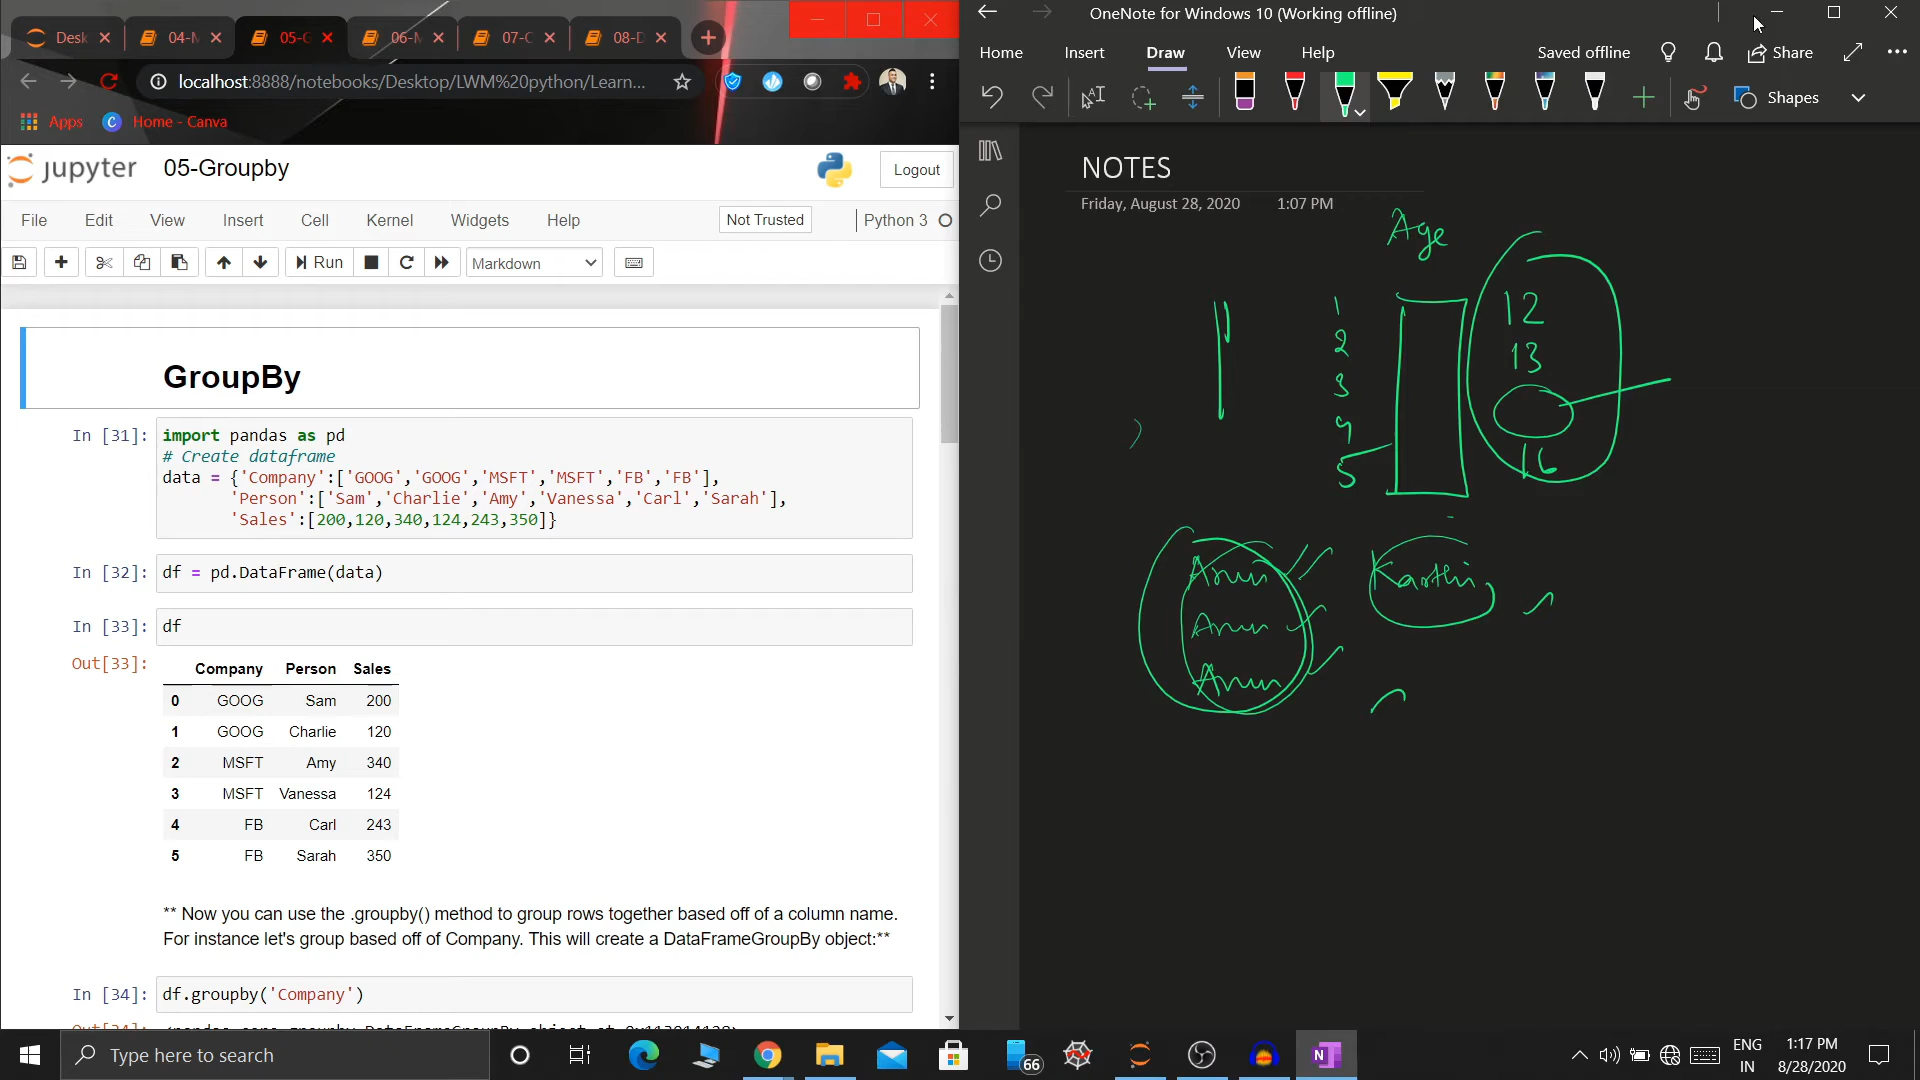 Desk
04-M
05-G
06-M
07-C
08-D
localhost:8888/notebooks/Desktop/LWM%20python/Learn...
Apps
Home - Canva
jupyter
05-Groupby
Logout
File Edit View Insert Cell Kernel Widgets Help
Not Trusted
Python 3
Run
Markdown
GroupBy
In [31]: import pandas as pd
# Create dataframe
data = {'Company':['GOOG','GOOG','MSFT','MSFT','FB','FB'],
'Person':['Sam','Charlie','Amy','Vanessa','Carl','Sarah'],
'Sales':[200,120,340,124,243,350]}
In [32]: df = pd.DataFrame(data)
In [33]: df
Out[33]:
Company Person Sales
0 GOOG Sam 200
1 GOOG Charlie 120
2 MSFT Amy 340
3 MSFT Vanessa 124
4 FB Carl 243
5 FB Sarah 350
** Now you can use the .groupby() method to group rows together based off of a column name.
For instance let's group based off of Company. This will create a DataFrameGroupBy object:**
In [34]: df.groupby('Company')
OneNote for Windows 10 (Working offline)
Home Insert Draw View Help
Saved offline
Share
Shapes
NOTES
Friday, August 28, 2020 1:07 PM
Age
1 12
2 13
3
4
5 16
Arun Karthi
Arun
Arun
Type here to search
66
ENG
IN
1:17 PM
8/28/2020